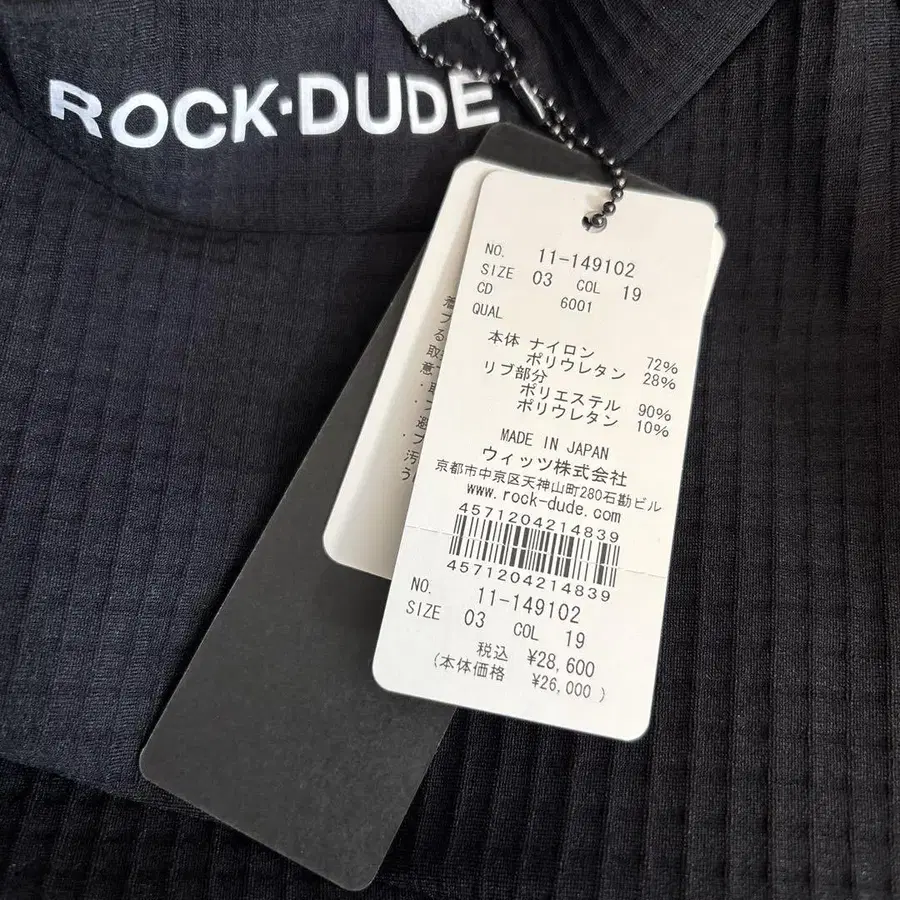 ROCK·DUDE
NO. 11-149102
SIZE 03 COL 19
CD 6001
QUAL
本体 ナイロン 72%
ポリウレタン 28%
リブ部分
ポリエステル 90%
ポリウレタン 10%
MADE IN JAPAN
ウィッツ株式会社
京都市中京区天神山町280石勘ビル
www.rock-dude.com
4571204214839
4571204214839
NO. 11-149102
SIZE 03 COL 19
税込 ¥28,600
(本体価格 ¥26,000 )